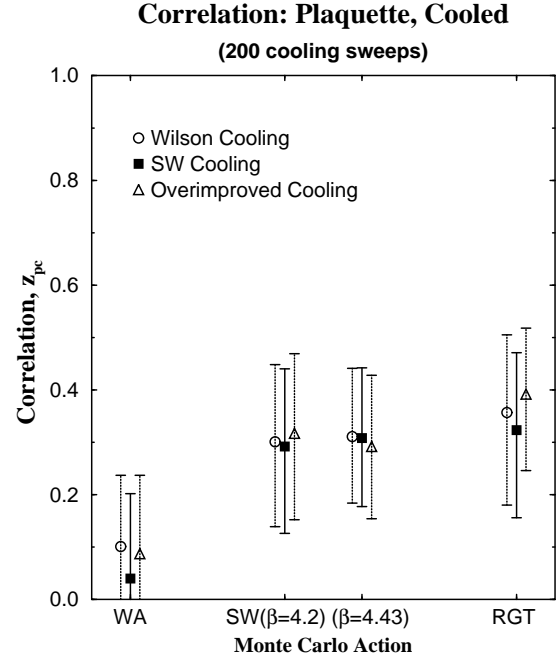 Correlation: Plaquette, Cooled
(200 cooling sweeps)
1.0
Wilson Cooling
SW Cooling
Overimproved Cooling
0.8
0.6
0.4
0.2
0.0
Correlation, z_pc
WA SW(β=4.2) (β=4.43) RGT
Monte Carlo Action